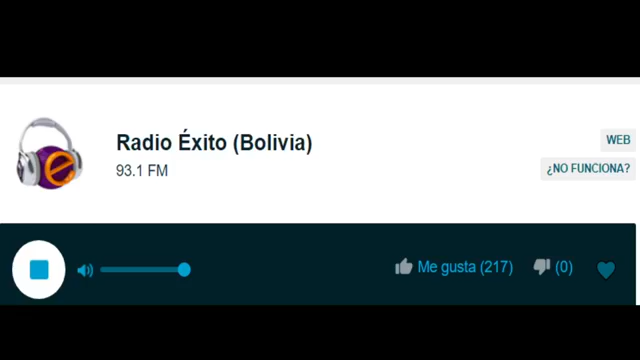 Radio Éxito (Bolivia)
93.1 FM
WEB
¿NO FUNCIONA?
Me gusta (217)
(0)